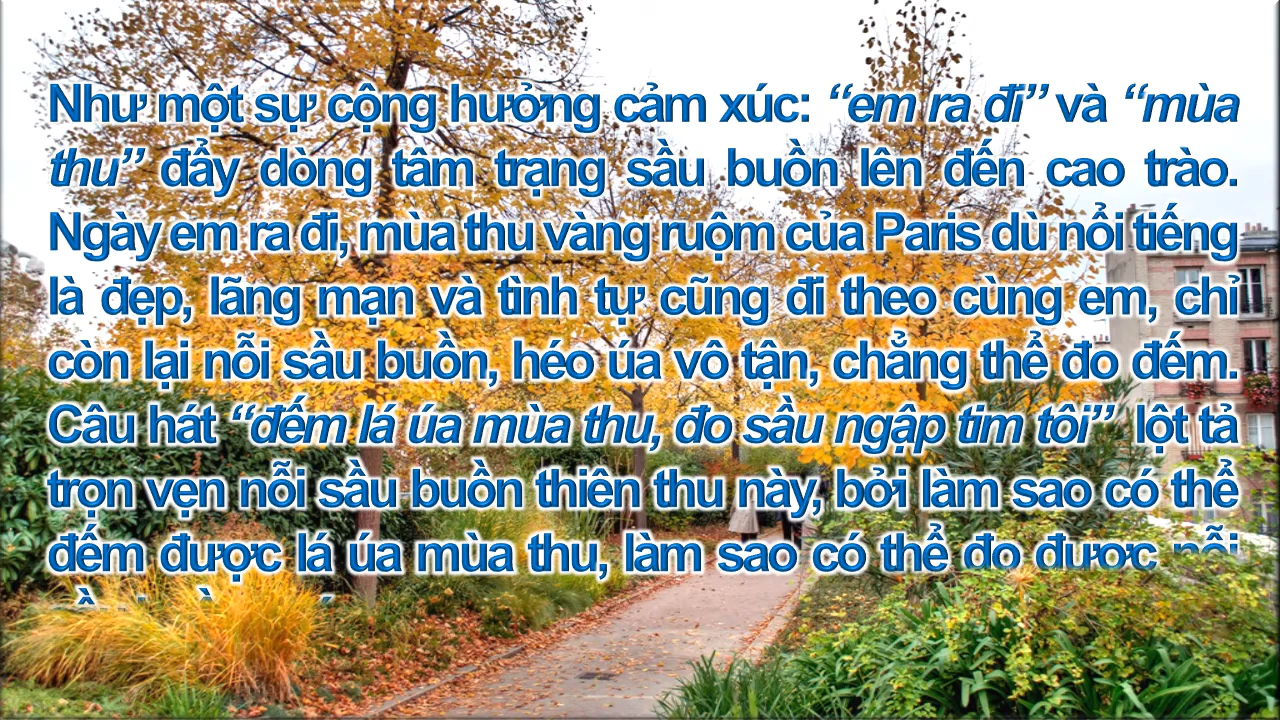 Như một sự cộng hưởng cảm xúc: “em ra đi” và “mùa
thu” đẩy dòng tâm trạng sầu buồn lên đến cao trào.
Ngày em ra đi, mùa thu vàng ruộm của Paris dù nổi tiếng
là đẹp, lãng mạn và tình tự cũng đi theo cùng em, chỉ
còn lại nỗi sầu buồn, héo úa vô tận, chẳng thể đo đếm.
Câu hát “đếm lá úa mùa thu, đo sầu ngập tim tôi” lột tả
trọn vẹn nỗi sầu buồn thiên thu này, bởi làm sao có thể
đếm được lá úa mùa thu, làm sao có thể đo được nỗi